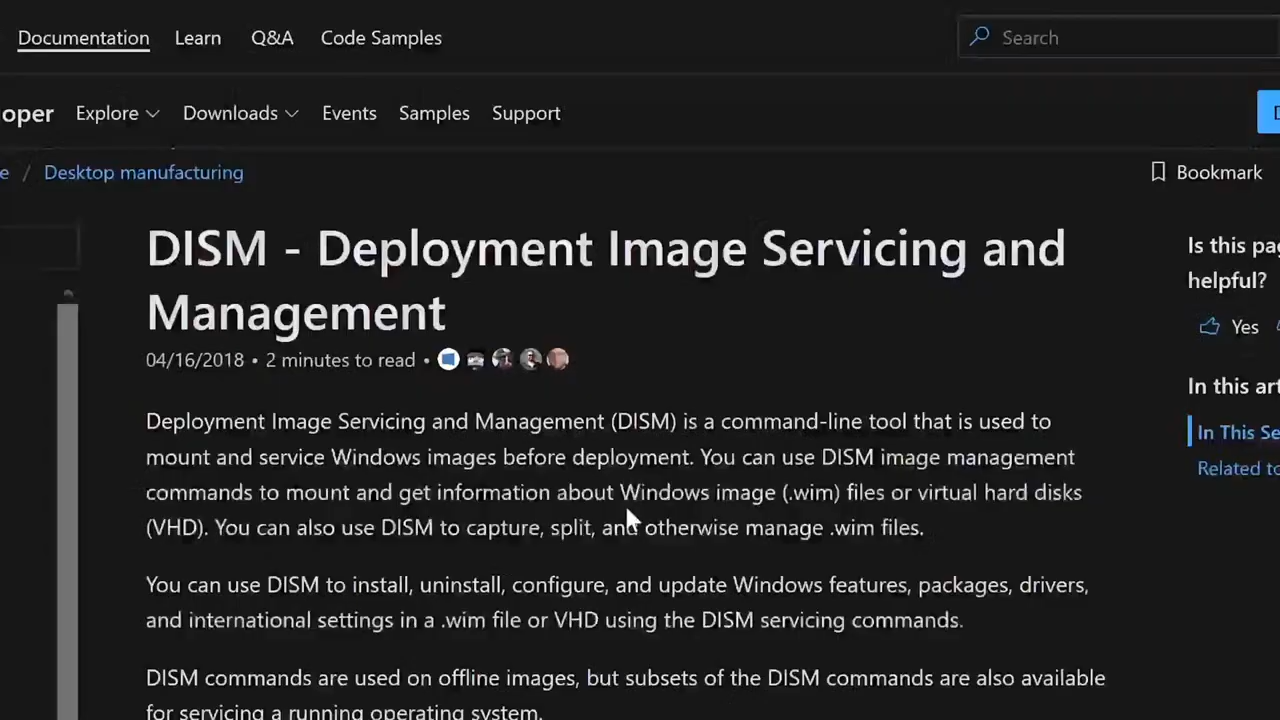 Documentation Learn Q&A Code Samples Search
oper Explore Downloads Events Samples Support
e / Desktop manufacturing
Bookmark
DISM - Deployment Image Servicing and
Management
04/16/2018 • 2 minutes to read •
Deployment Image Servicing and Management (DISM) is a command-line tool that is used to
mount and service Windows images before deployment. You can use DISM image management
commands to mount and get information about Windows image (.wim) files or virtual hard disks
(VHD). You can also use DISM to capture, split, and otherwise manage .wim files.
You can use DISM to install, uninstall, configure, and update Windows features, packages, drivers,
and international settings in a .wim file or VHD using the DISM servicing commands.
DISM commands are used on offline images, but subsets of the DISM commands are also available
for servicing a running operating system.
Is this pag
helpful?
Yes
In this art
In This Se
Related to